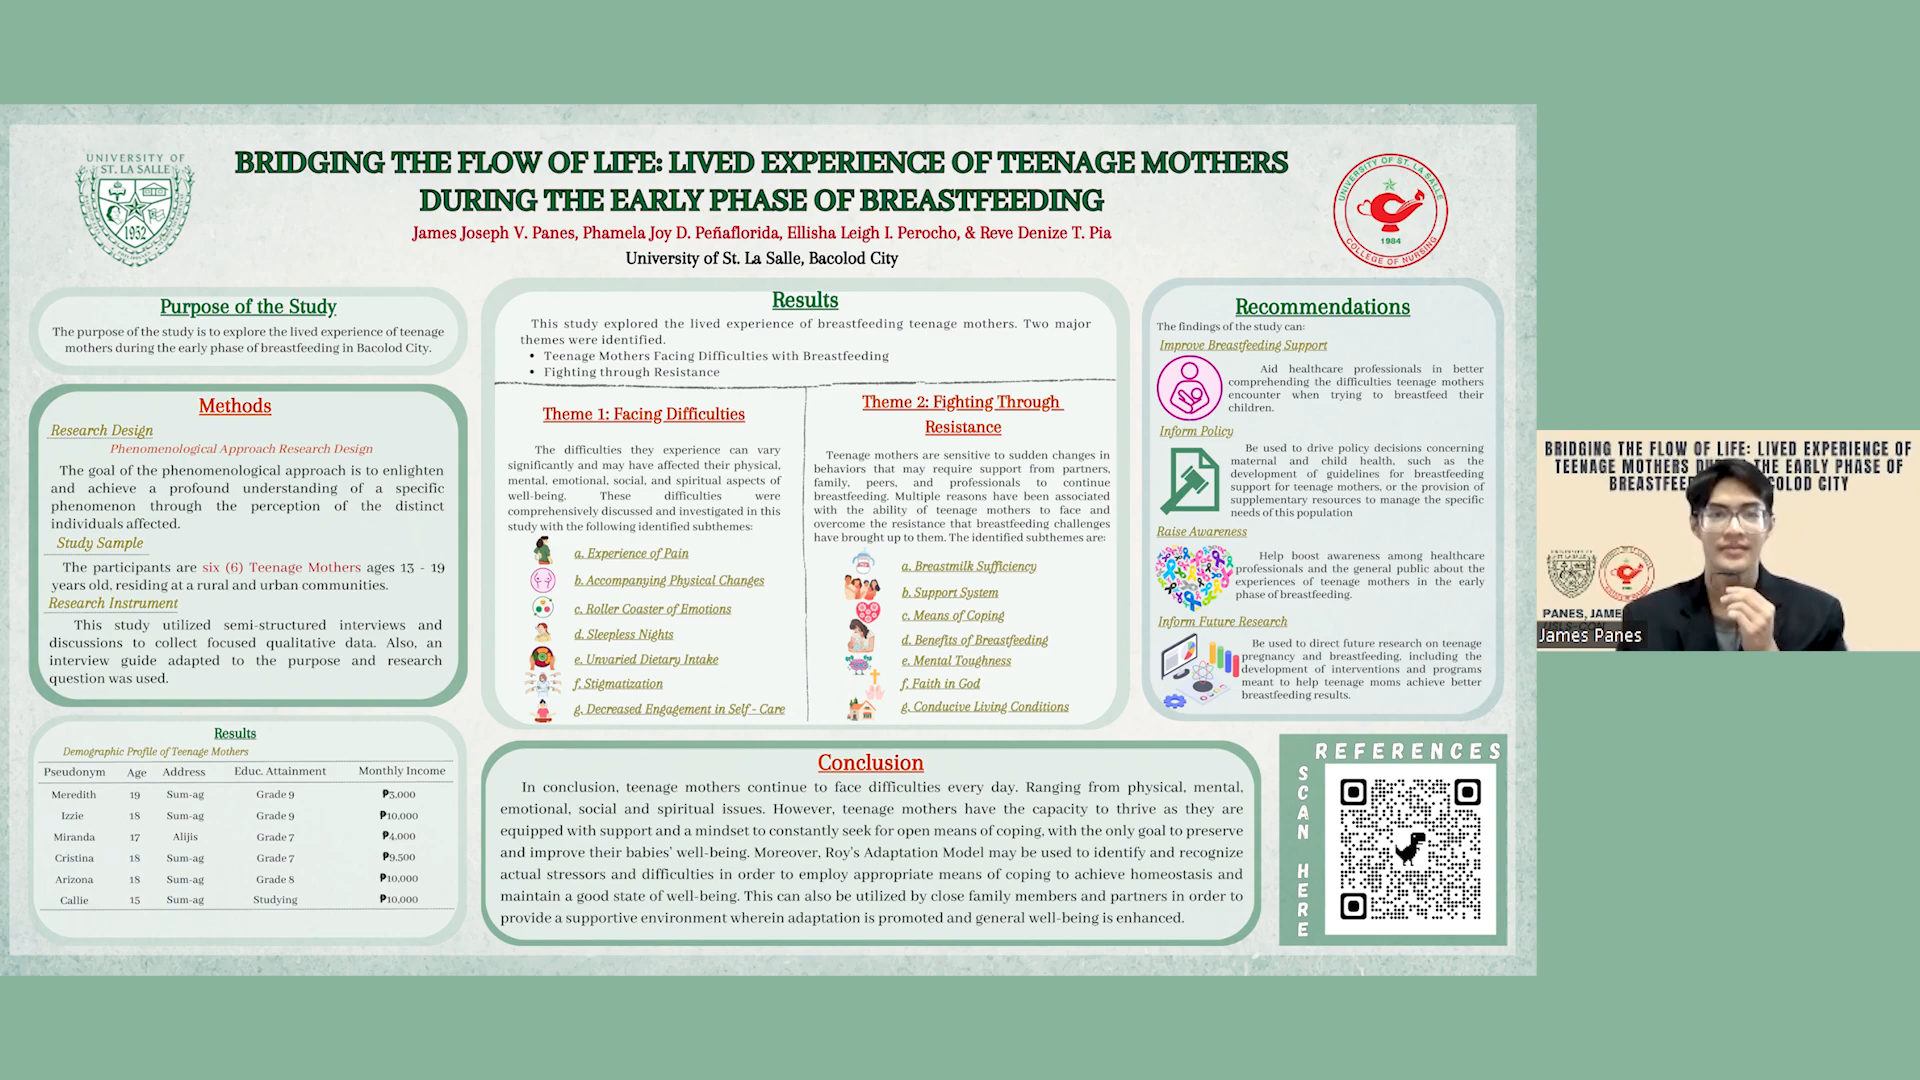 UNIVERSITY OF
ST. LA SALLE
1952
BRIDGING THE FLOW OF LIFE: LIVED EXPERIENCE OF TEENAGE MOTHERS
DURING THE EARLY PHASE OF BREASTFEEDING
James Joseph V. Panes, Phamela Joy D. Peñaflorida, Ellisha Leigh I. Perocho, & Reve Denize T. Pia
University of St. La Salle, Bacolod City
UNIVERSITY OF ST. LA SALLE
1984
COLLEGE OF NURSING
Purpose of the Study
The purpose of the study is to explore the lived experience of teenage
mothers during the early phase of breastfeeding in Bacolod City.
Methods
Research Design
Phenomenological Approach Research Design
The goal of the phenomenological approach is to enlighten
and achieve a profound understanding of a specific
phenomenon through the perception of the distinct
individuals affected.
Study Sample
The participants are six (6) Teenage Mothers ages 13 - 19
years old, residing at a rural and urban communities.
Research Instrument
This study utilized semi-structured interviews and
discussions to collect focused qualitative data. Also, an
interview guide adapted to the purpose and research
question was used.
Results
Demographic Profile of Teenage Mothers
Pseudonym Age Address Educ. Attainment Monthly Income
Meredith 19 Sum-ag Grade 9 ₱3,000
Izzie 18 Sum-ag Grade 9 ₱10,000
Miranda 17 Alijis Grade 7 ₱4,000
Cristina 18 Sum-ag Grade 7 ₱9,500
Arizona 18 Sum-ag Grade 8 ₱10,000
Callie 15 Sum-ag Studying ₱10,000
Results
This study explored the lived experience of breastfeeding teenage mothers. Two major
themes were identified.
• Teenage Mothers Facing Difficulties with Breastfeeding
• Fighting through Resistance
Theme 1: Facing Difficulties
The difficulties they experience can vary
significantly and may have affected their physical,
mental, emotional, social, and spiritual aspects of
well-being. These difficulties were
comprehensively discussed and investigated in this
study with the following identified subthemes:
a. Experience of Pain
b. Accompanying Physical Changes
c. Roller Coaster of Emotions
d. Sleepless Nights
e. Unvaried Dietary Intake
f. Stigmatization
g. Decreased Engagement in Self - Care
Theme 2: Fighting Through
Resistance
Teenage mothers are sensitive to sudden changes in
behaviors that may require support from partners,
family, peers, and professionals to continue
breastfeeding. Multiple reasons have been associated
with the ability of teenage mothers to face and
overcome the resistance that breastfeeding challenges
have brought up to them. The identified subthemes are:
a. Breastmilk Sufficiency
b. Support System
c. Means of Coping
d. Benefits of Breastfeeding
e. Mental Toughness
f. Faith in God
g. Conducive Living Conditions
Conclusion
In conclusion, teenage mothers continue to face difficulties every day. Ranging from physical, mental,
emotional, social and spiritual issues. However, teenage mothers have the capacity to thrive as they are
equipped with support and a mindset to constantly seek for open means of coping, with the only goal to preserve
and improve their babies' well-being. Moreover, Roy's Adaptation Model may be used to identify and recognize
actual stressors and difficulties in order to employ appropriate means of coping to achieve homeostasis and
maintain a good state of well-being. This can also be utilized by close family members and partners in order to
provide a supportive environment wherein adaptation is promoted and general well-being is enhanced.
Recommendations
The findings of the study can:
Improve Breastfeeding Support
Aid healthcare professionals in better
comprehending the difficulties teenage mothers
encounter when trying to breastfeed their
children.
Inform Policy
Be used to drive policy decisions concerning
maternal and child health, such as the
development of guidelines for breastfeeding
support for teenage mothers, or the provision of
supplementary resources to manage the specific
needs of this population
Raise Awareness
Help boost awareness among healthcare
professionals and the general public about the
experiences of teenage mothers in the early
phase of breastfeeding.
Inform Future Research
Be used to direct future research on teenage
pregnancy and breastfeeding, including the
development of interventions and programs
meant to help teenage moms achieve better
breastfeeding results.
REFERENCES
SCAN HERE
BRIDGING THE FLOW OF LIFE: LIVED EXPERIENCE OF
TEENAGE MOTHERS THE EARLY PHASE OF
CITY
PANES,
James Panes